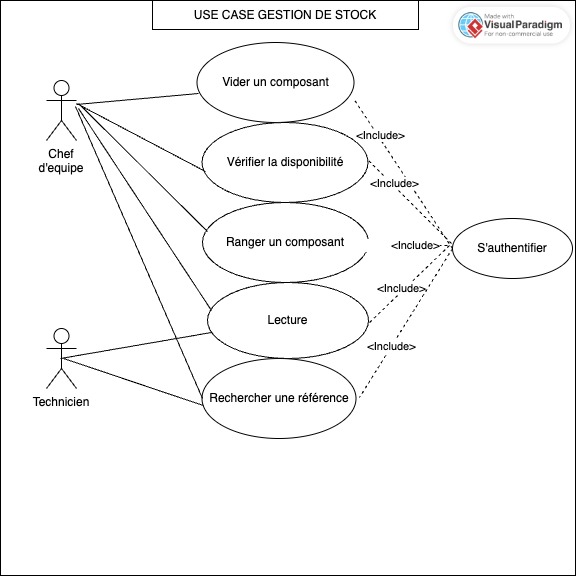 USE CASE GESTION DE STOCK
Made with
Visual Paradigm
For non-commercial use
Vider un composant
<Include>
Chef
d'equipe
Vérifier la disponibilité
<Include>
Ranger un composant
<Include>
S'authentifier
<Include>
Lecture
<Include>
Technicien
Rechercher une référence